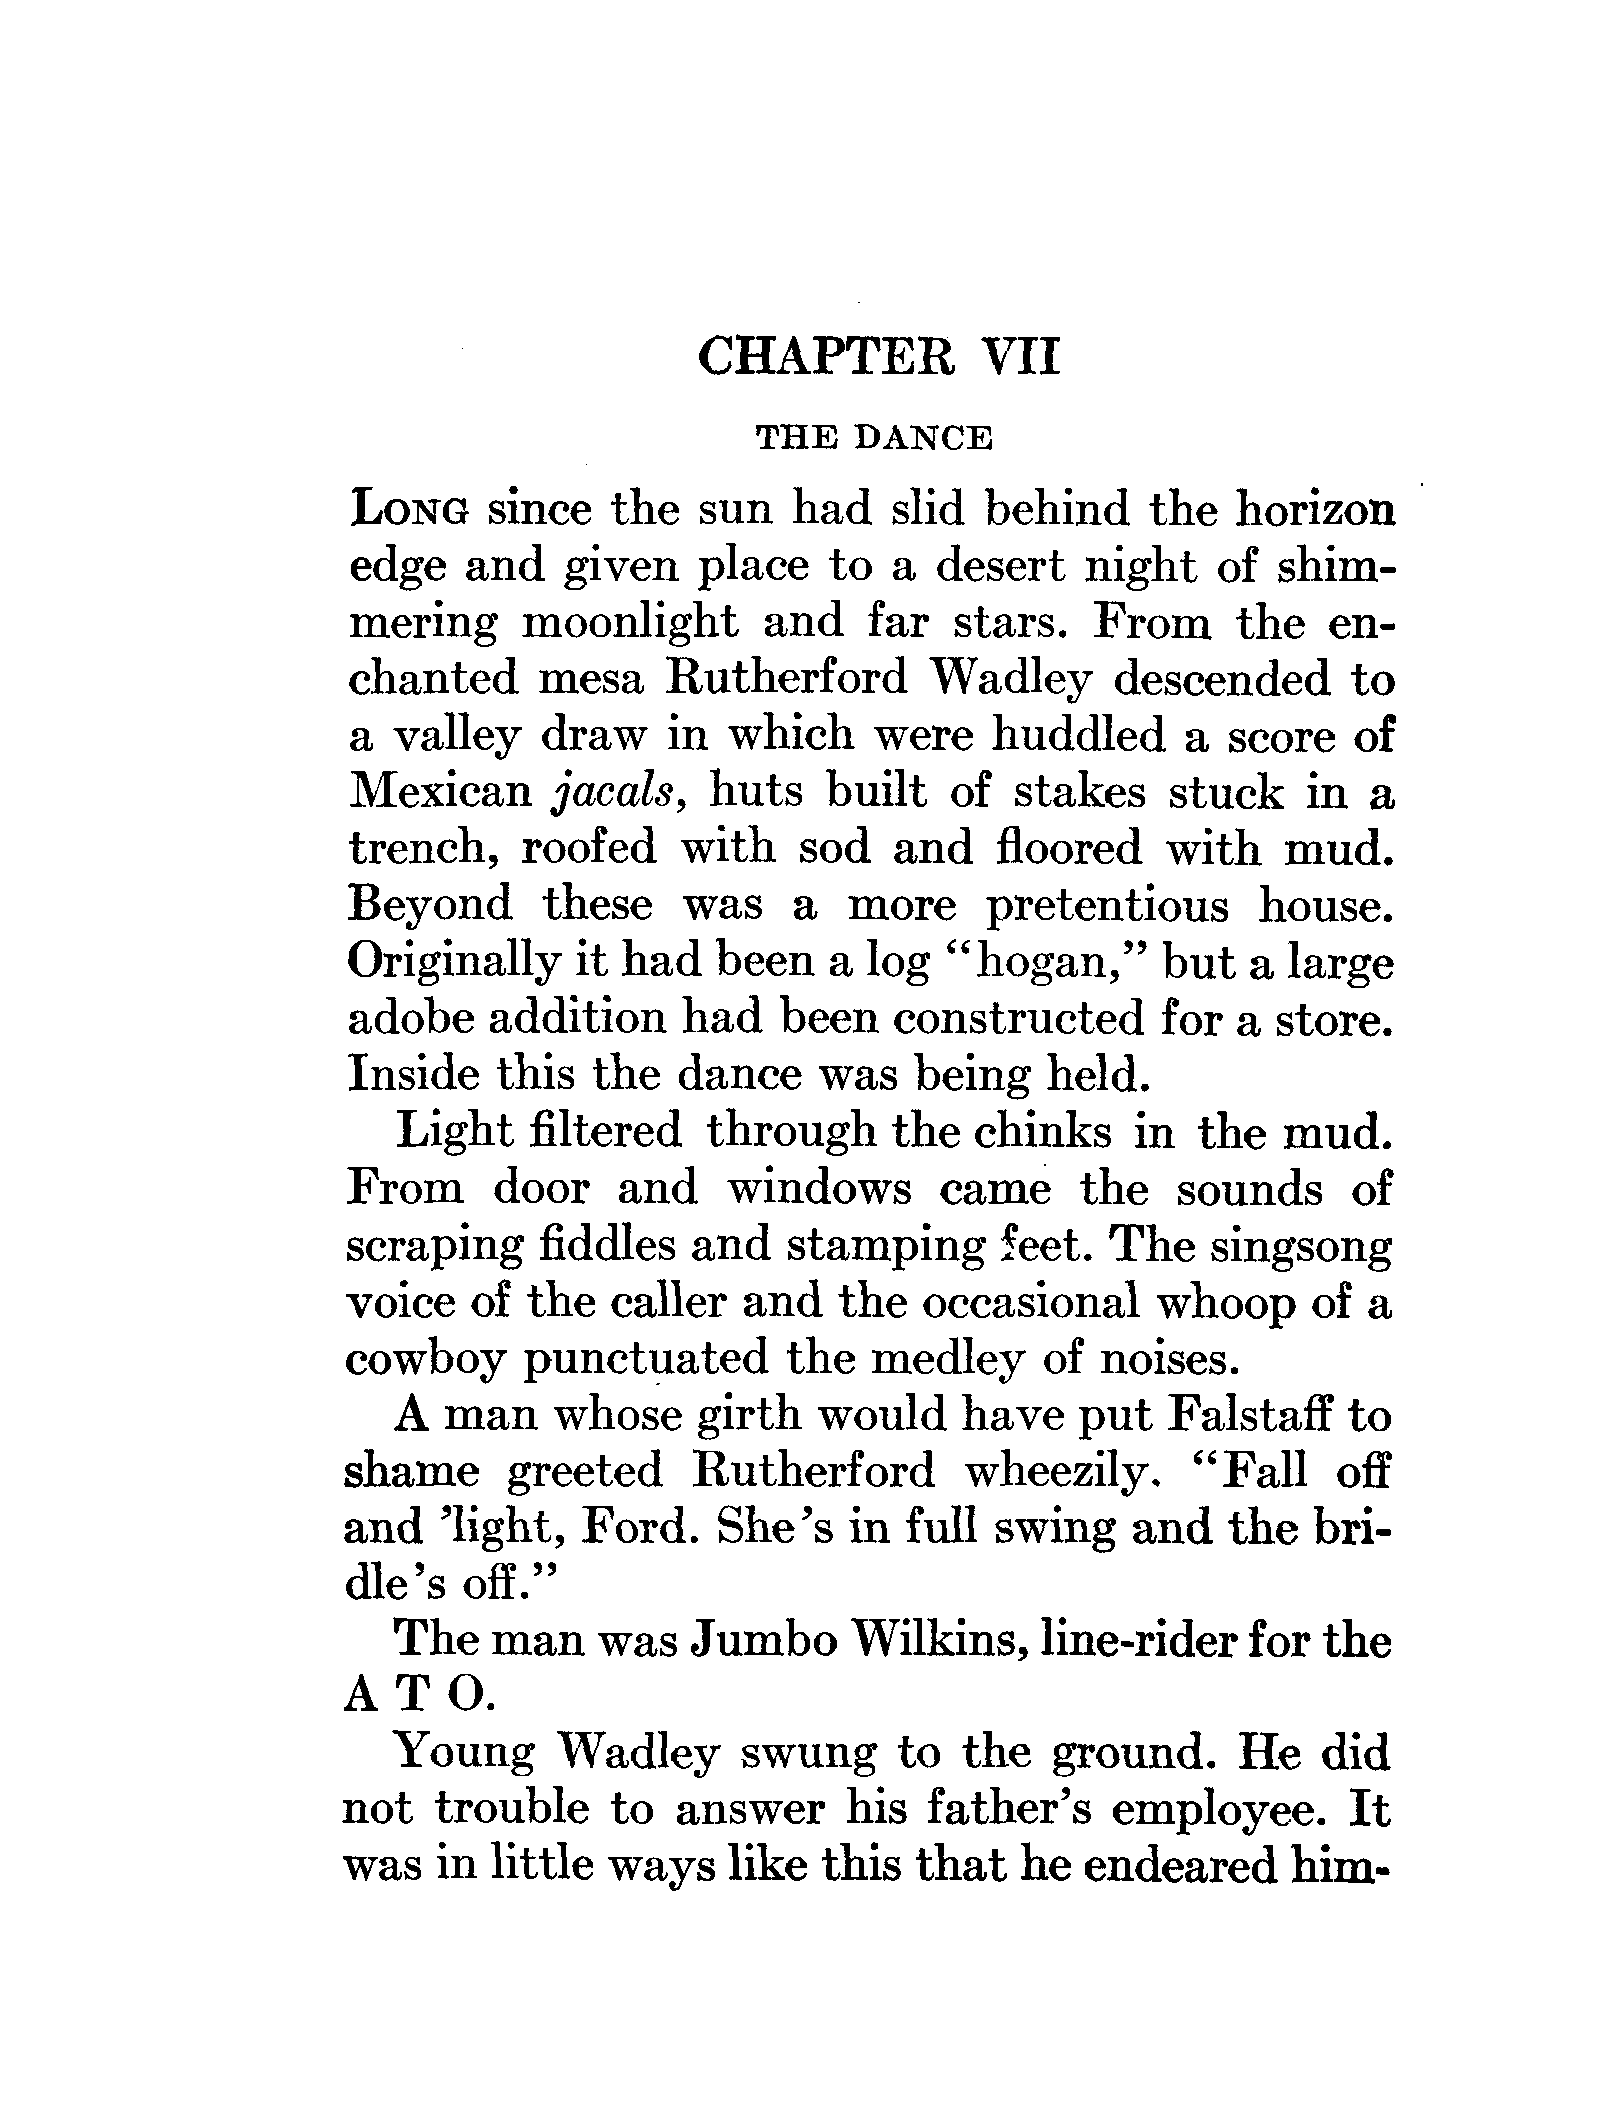 CHAPTER VII
THE DANCE
LONG since the sun had slid behind the horizon
edge and given place to a desert night of shim-
mering moonlight and far stars. From the en-
chanted mesa Rutherford Wadley descended to
a valley draw in which were huddled a score of
Mexican jacals, huts built of stakes stuck in a
trench, roofed with sod and floored with mud.
Beyond these was a more pretentious house.
Originally it had been a log "hogan," but a large
adobe addition had been constructed for a store.
Inside this the dance was being held.
Light filtered through the chinks in the mud.
From door and windows came the sounds of
scraping fiddles and stamping feet. The singsong
voice of the caller and the occasional whoop of a
cowboy punctuated the medley of noises.
A man whose girth would have put Falstaff to
shame greeted Rutherford wheezily. "Fall off
and 'light, Ford. She's in full swing and the bri-
dle's off."
The man was Jumbo Wilkins, line-rider for the
A T O.
Young Wadley swung to the ground. He did
not trouble to answer his father's employee. It
was in little ways like this that he endeared him-